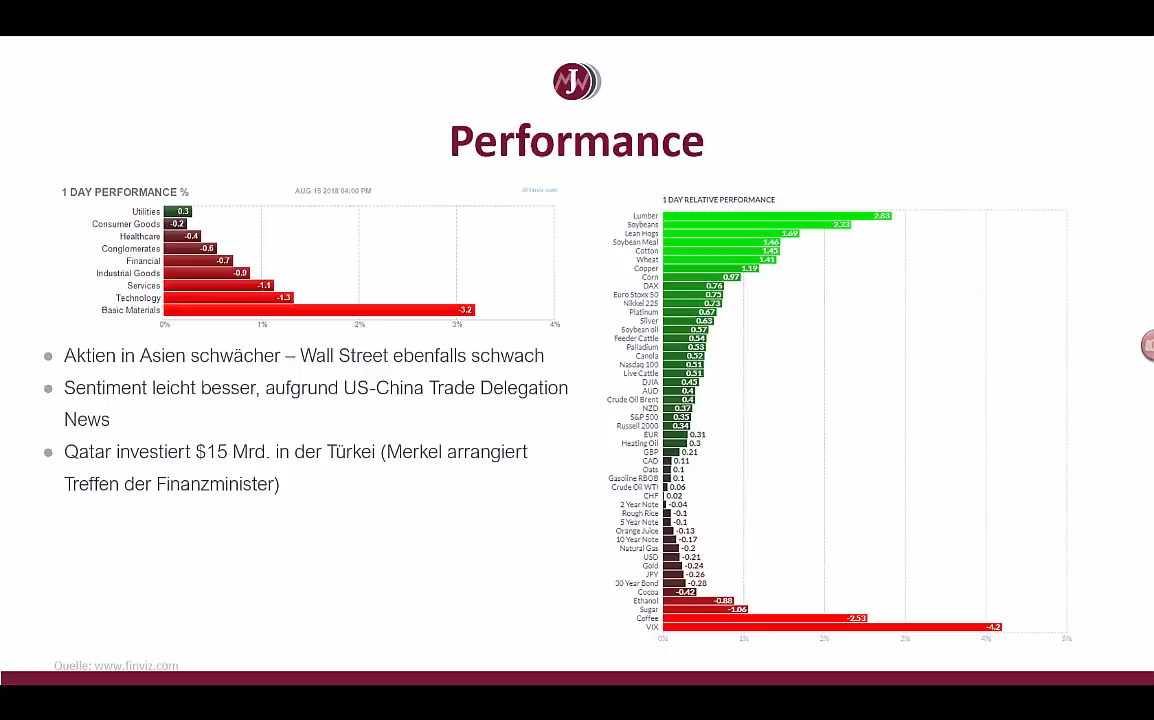 J
Performance
1 DAY PERFORMANCE %
AUG 15 2018 04:00 PM
@ finviz com
Utilities 0.3
Consumer Goods -0.2
Healthcare -0.4
Conglomerates -0.6
Financial -0.7
Industrial Goods -0.9
Services -1.1
Technology -1.3
Basic Materials -3.2
0% 1% 2% 3% 4%
Aktien in Asien schwächer – Wall Street ebenfalls schwach
Sentiment leicht besser, aufgrund US-China Trade Delegation
News
Qatar investiert $15 Mrd. in der Türkei (Merkel arrangiert
Treffen der Finanzminister)
1 DAY RELATIVE PERFORMANCE
Lumber 2.83
Soybeans 2.33
Lean Hogs 1.69
Soybean Meal 1.46
Cotton 1.45
Wheat 1.41
Copper 1.19
Corn 0.97
DAX 0.76
Euro Stoxx 50 0.75
Nikkei 225 0.73
Platinum 0.67
Silver 0.63
Soybean oil 0.57
Feeder Cattle 0.54
Palladium 0.53
Canola 0.52
Nasdaq 100 0.51
Live Cattle 0.51
DJIA 0.45
AUD 0.4
Crude Oil Brent 0.4
NZD 0.37
S&P 500 0.35
Russell 2000 0.34
EUR 0.31
Heating Oil 0.3
GBP 0.21
CAD 0.11
Oats 0.1
Gasoline RBOB 0.1
Crude Oil WTI 0.06
CHF 0.02
2 Year Note -0.04
Rough Rice -0.1
5 Year Note -0.1
Orange Juice -0.13
10 Year Note -0.17
Natural Gas -0.2
USD -0.21
Gold -0.24
JPY -0.26
30 Year Bond -0.28
Cocoa -0.42
Ethanol -0.88
Sugar -1.06
Coffee -2.53
VIX -4.2
0% 1% 2% 3% 4% 5%
Quelle: www.finviz.com